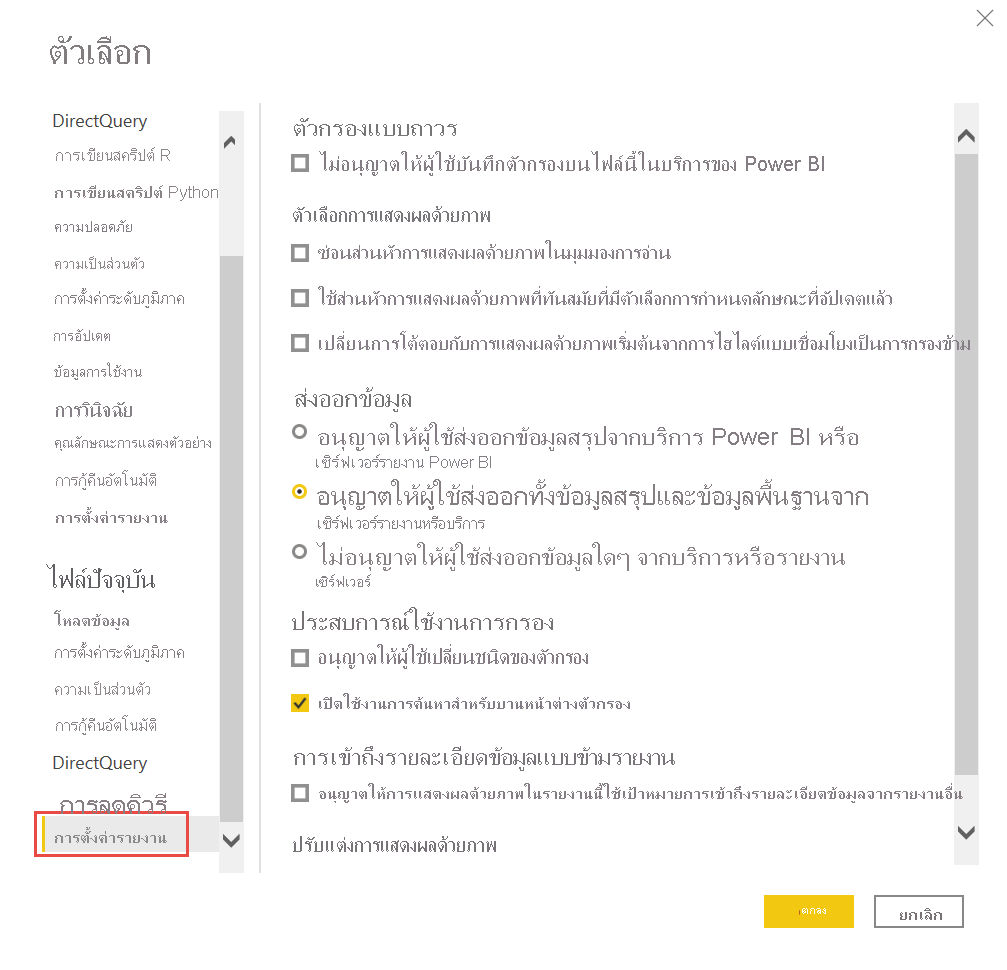 ตัวเลือก
DirectQuery
การเขียนสคริปต์ R
การเขียนสคริปต์ Python
ความปลอดภัย
ความเป็นส่วนตัว
การตั้งค่าระดับภูมิภาค
การอัปเดต
ข้อมูลการใช้งาน
การวินิจฉัย
คุณลักษณะการแสดงตัวอย่าง
การกู้คืนอัตโนมัติ
การตั้งค่ารายงาน
ไฟล์ปัจจุบัน
โหลดข้อมูล
การตั้งค่าระดับภูมิภาค
ความเป็นส่วนตัว
การกู้คืนอัตโนมัติ
DirectQuery
การลดคิวรี
การตั้งค่ารายงาน
ตัวกรองแบบถาวร
ไม่อนุญาตให้ผู้ใช้บันทึกตัวกรองบนไฟล์นี้ในบริการของ Power BI
ตัวเลือกการแสดงผลด้วยภาพ
ซ่อนส่วนหัวการแสดงผลด้วยภาพในมุมมองการอ่าน
ใช้ส่วนหัวการแสดงผลด้วยภาพที่ทันสมัยที่มีตัวเลือกการกำหนดลักษณะที่อัปเดตแล้ว
เปลี่ยนการโต้ตอบกับการแสดงผลด้วยภาพเริ่มต้นจากการไฮไลต์แบบเชื่อมโยงเป็นการกรองข้าม
ส่งออกข้อมูล
อนุญาตให้ผู้ใช้ส่งออกข้อมูลสรุปจากบริการ Power BI หรือ
เซิร์ฟเวอร์รายงาน Power BI
อนุญาตให้ผู้ใช้ส่งออกทั้งข้อมูลสรุปและข้อมูลพื้นฐานจาก
เซิร์ฟเวอร์รายงานหรือบริการ
ไม่อนุญาตให้ผู้ใช้ส่งออกข้อมูลใดๆ จากบริการหรือรายงาน
เซิร์ฟเวอร์
ประสบการณ์ใช้งานการกรอง
อนุญาตให้ผู้ใช้เปลี่ยนชนิดของตัวกรอง
เปิดใช้งานการค้นหาสำหรับบานหน้าต่างตัวกรอง
การเข้าถึงรายละเอียดข้อมูลแบบข้ามรายงาน
อนุญาตให้การแสดงผลด้วยภาพในรายงานนี้ใช้เป้าหมายการเข้าถึงรายละเอียดข้อมูลจากรายงานอื่น
ปรับแต่งการแสดงผลด้วยภาพ
ตกลง
ยกเลิก